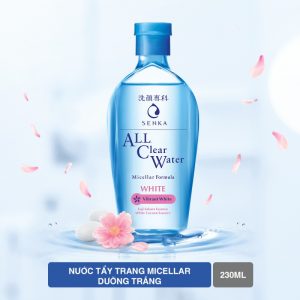 洗顔専科
SENKA
ALL
Clear
Water
Micellar Formula
WHITE
Vibrant White
NƯỚC TẨY TRANG MICELLAR
DƯỠNG TRẮNG
230ML